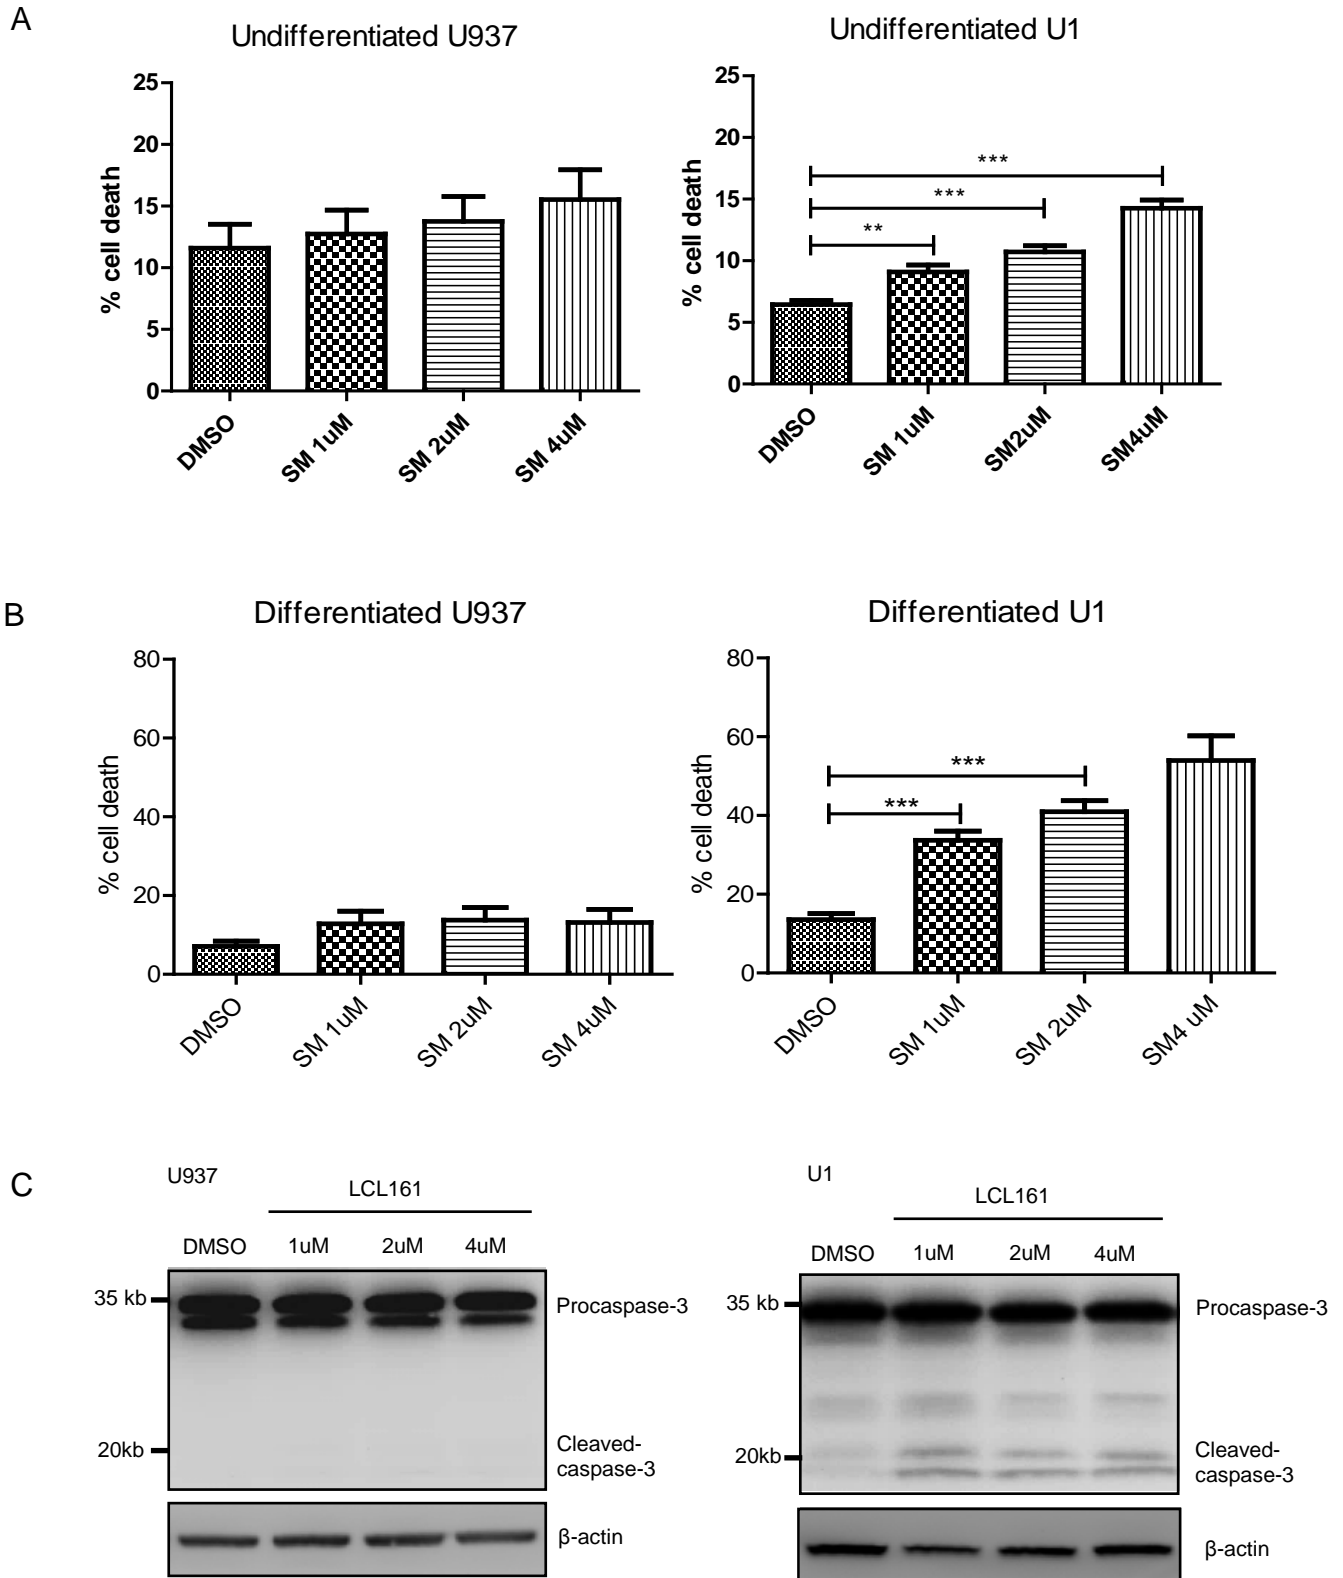 A
Undifferentiated U937
25
20
15
10
5
0
% cell death
DMSO
SM 1uM
SM 2uM
SM 4uM
Undifferentiated U1
25
20
15
10
5
0
% cell death
***
***
**
DMSO
SM 1uM
SM2uM
SM4uM
B
Differentiated U937
80
60
40
20
0
% cell death
DMSO
SM 1uM
SM 2uM
SM 4uM
Differentiated U1
80
60
40
20
0
% cell death
***
***
DMSO
SM 1uM
SM 2uM
SM4 uM
C
U937
LCL161
DMSO 1uM 2uM 4uM
35 kb
Procaspase-3
20kb
Cleaved-
caspase-3
β-actin
U1
LCL161
DMSO 1uM 2uM 4uM
35 kb
Procaspase-3
20kb
Cleaved-
caspase-3
β-actin